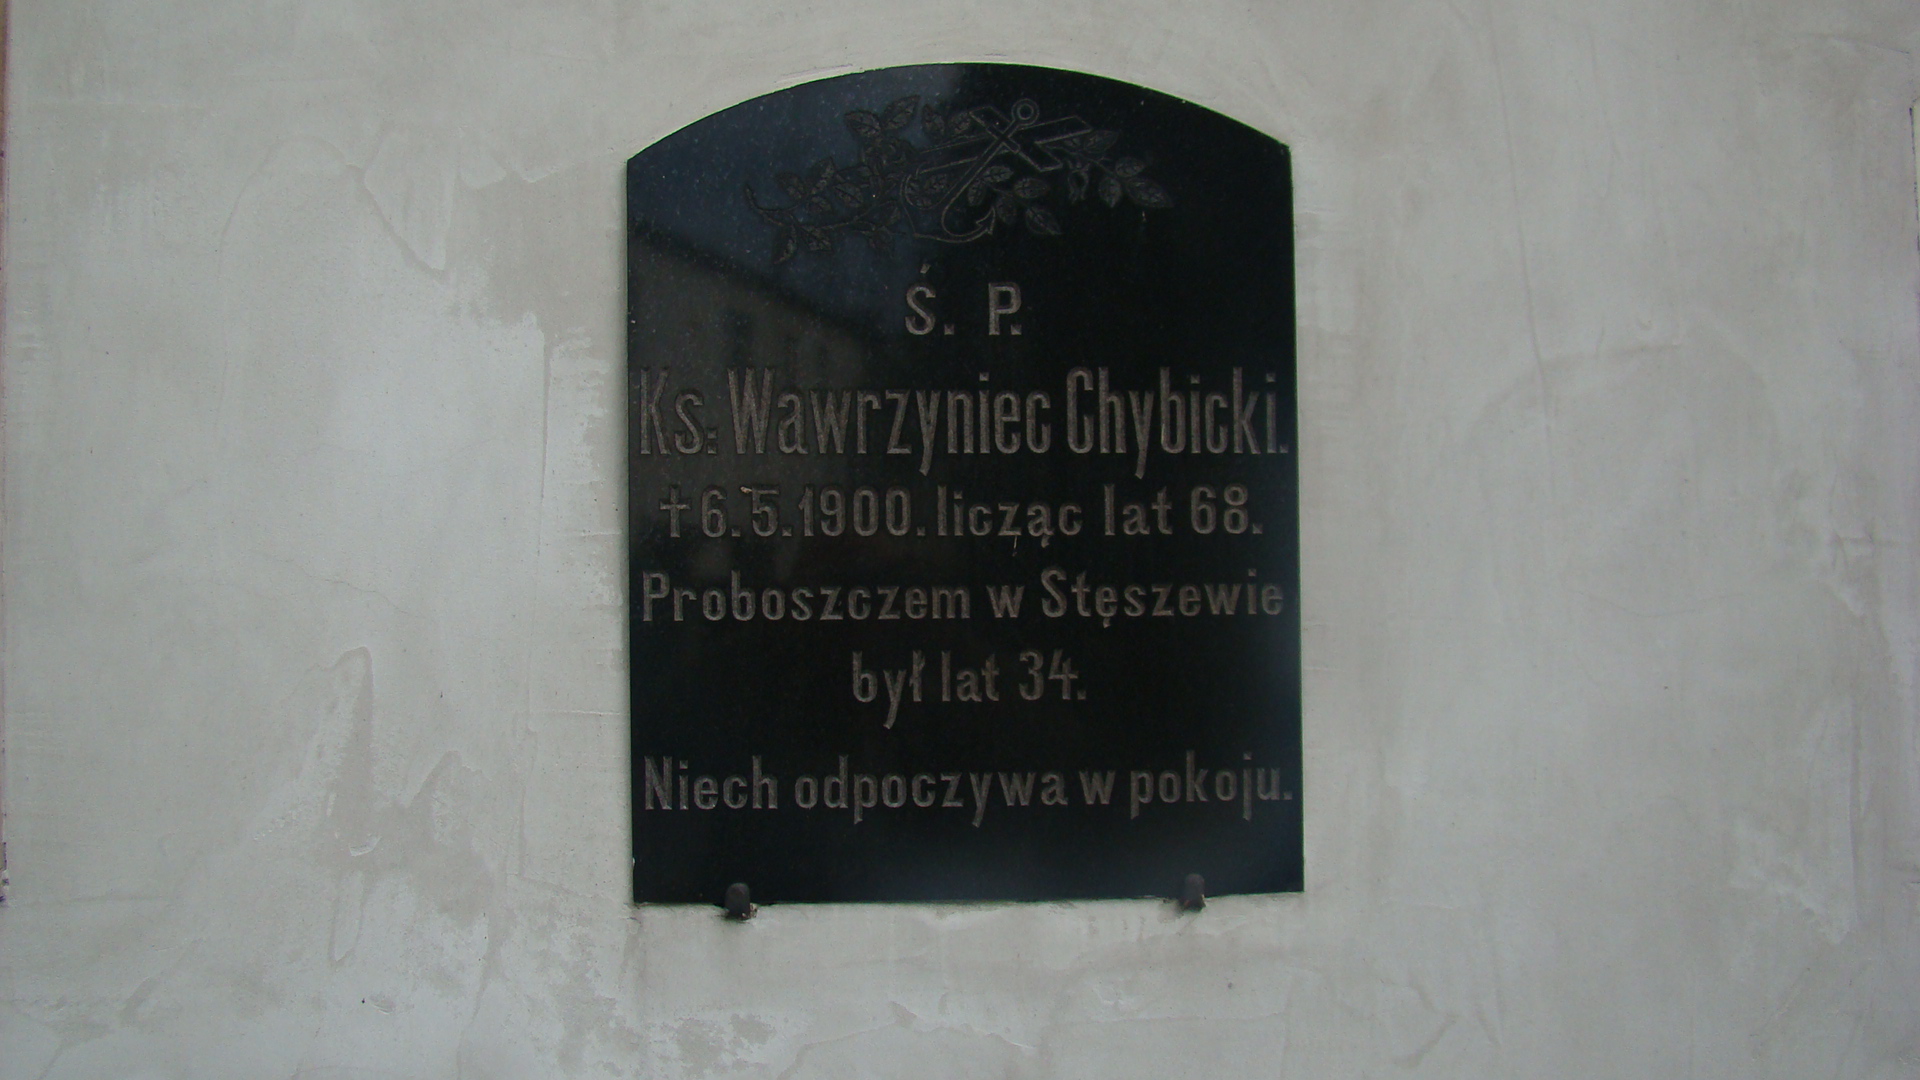 Ś. P.
Ks: Wawrzyniec Chybicki.
†6.5.1900. licząc lat 68.
Proboszczem w Stęszewie
był lat 34.
Niech odpoczywa w pokoju.